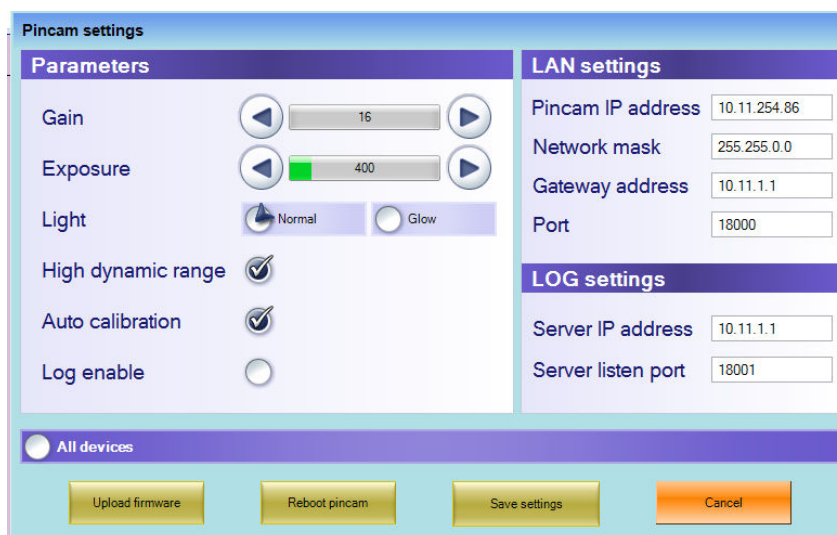 Pincam settings
Parameters
Gain
16
Exposure
400
Light
Normal
Glow
High dynamic range
Auto calibration
Log enable
LAN settings
Pincam IP address
10.11.254.86
Network mask
255.255.0.0
Gateway address
10.11.1.1
Port
18000
LOG settings
Server IP address
10.11.1.1
Server listen port
18001
All devices
Upload firmware
Reboot pincam
Save settings
Cancel